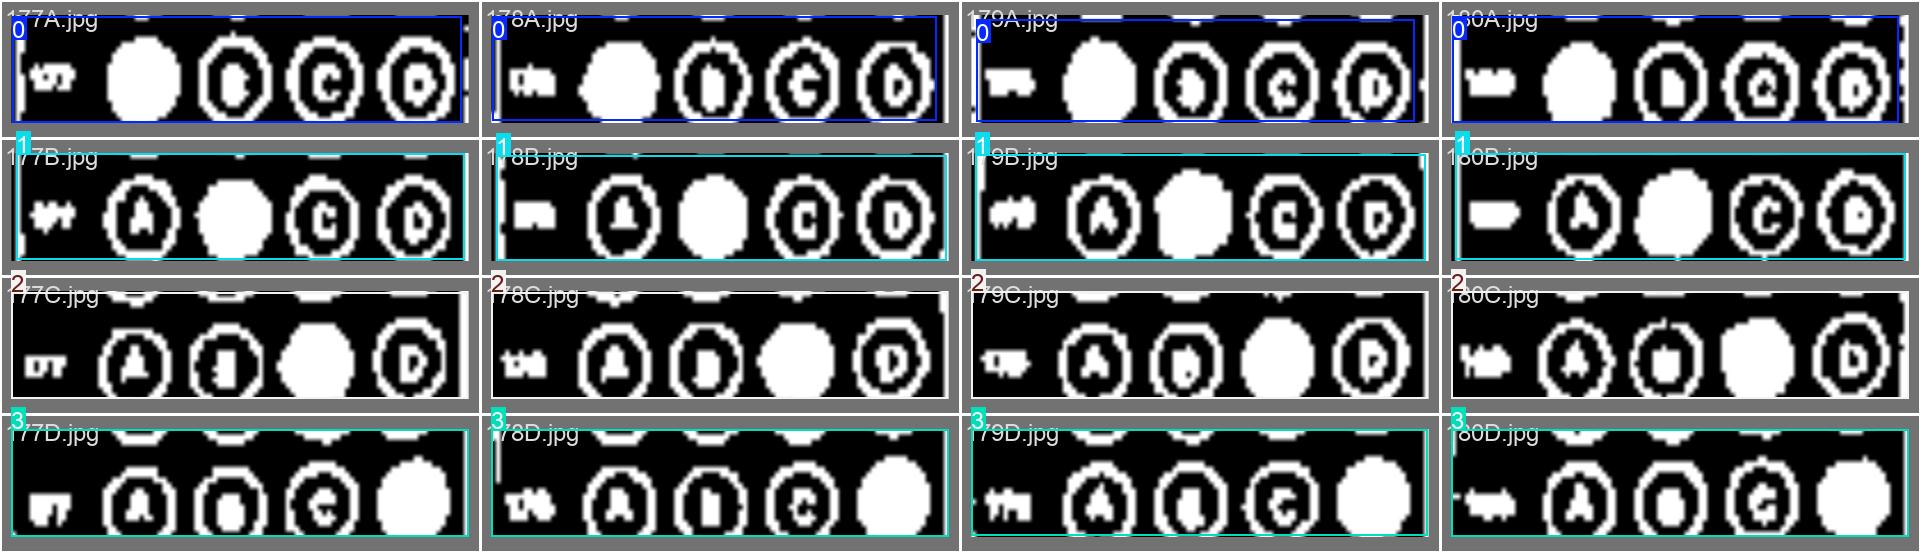 177A.jpg 178A.jpg 179A.jpg 180A.jpg
0 0 0 0
B C D B C D B C D B C D
177B.jpg 178B.jpg 179B.jpg 180B.jpg
1 1 1 1
A C D A C D A C D A C D
177C.jpg 178C.jpg 179C.jpg 180C.jpg
2 2 2 2
A B D A B D A B D A B D
177D.jpg 178D.jpg 179D.jpg 180D.jpg
3 3 3 3
A B C A B C A B C A B C